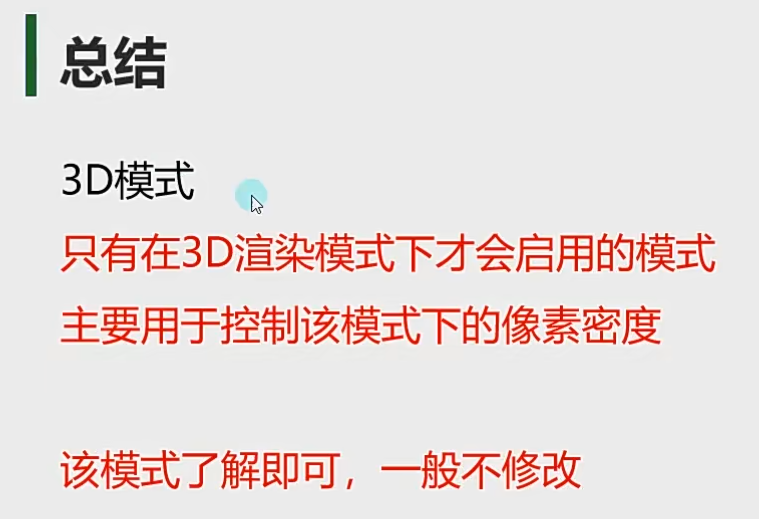 总结
3D模式
只有在3D渲染模式下才会启用的模式
主要用于控制该模式下的像素密度
该模式了解即可，一般不修改